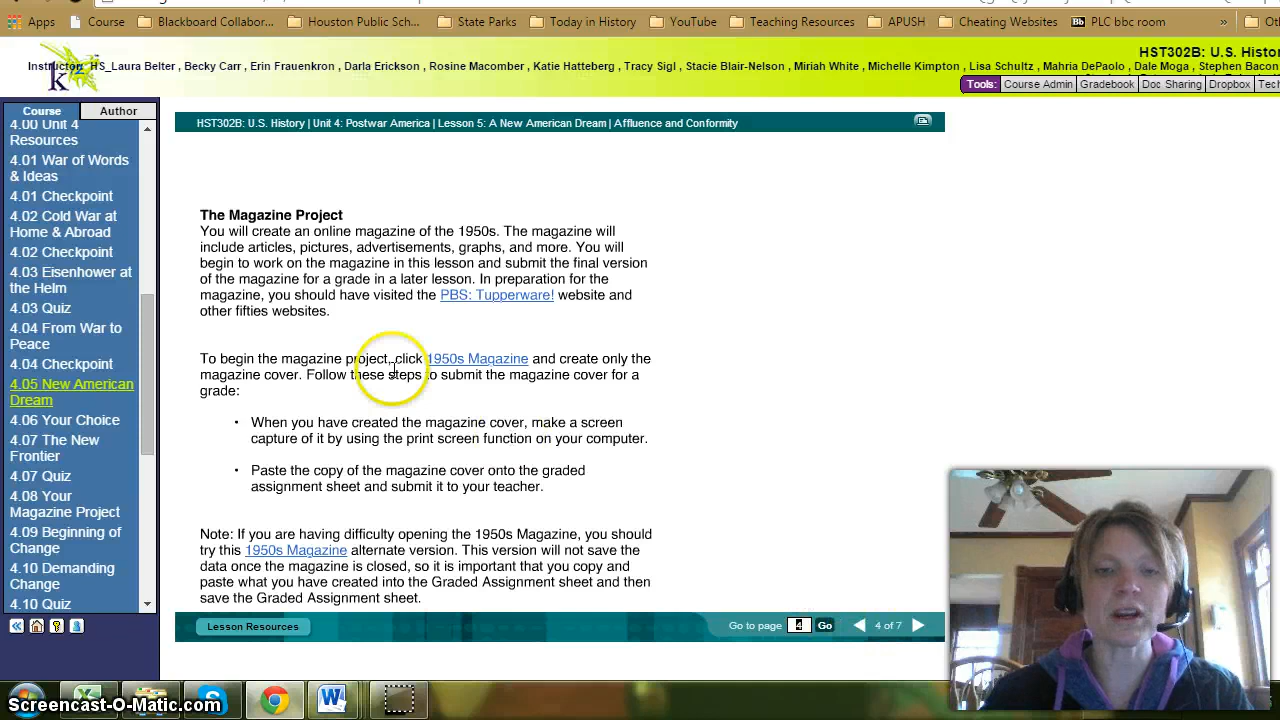 Apps Course Blackboard Collabor... Houston Public Sch... State Parks Today in History YouTube Teaching Resources APUSH Cheating Websites Bb PLC bbc room »
HST302B: U.S. Histo
k12
Instructor: HS_Laura Belter , Becky Carr , Erin Frauenkron , Darla Erickson , Rosine Macomber , Katie Hatteberg , Tracy Sigl , Stacie Blair-Nelson , Miriah White , Michelle Kimpton , Lisa Schultz , Mahria DePaolo , Dale Moga , Stephen Bacon
Tools: Course Admin Gradebook Doc Sharing Dropbox Tech
Course Author
4.00 Unit 4
Resources
4.01 War of Words
& Ideas
4.01 Checkpoint
4.02 Cold War at
Home & Abroad
4.02 Checkpoint
4.03 Eisenhower at
the Helm
4.03 Quiz
4.04 From War to
Peace
4.04 Checkpoint
4.05 New American
Dream
4.06 Your Choice
4.07 The New
Frontier
4.07 Quiz
4.08 Your
Magazine Project
4.09 Beginning of
Change
4.10 Demanding
Change
4.10 Quiz
HST302B: U.S. History | Unit 4: Postwar America | Lesson 5: A New American Dream | Affluence and Conformity
The Magazine Project
You will create an online magazine of the 1950s. The magazine will
include articles, pictures, advertisements, graphs, and more. You will
begin to work on the magazine in this lesson and submit the final version
of the magazine for a grade in a later lesson. In preparation for the
magazine, you should have visited the PBS: Tupperware! website and
other fifties websites.
To begin the magazine project, click 1950s Magazine and create only the
magazine cover. Follow these steps to submit the magazine cover for a
grade:
• When you have created the magazine cover, make a screen
capture of it by using the print screen function on your computer.
• Paste the copy of the magazine cover onto the graded
assignment sheet and submit it to your teacher.
Note: If you are having difficulty opening the 1950s Magazine, you should
try this 1950s Magazine alternate version. This version will not save the
data once the magazine is closed, so it is important that you copy and
paste what you have created into the Graded Assignment sheet and then
save the Graded Assignment sheet.
Lesson Resources Go to page 4 Go 4 of 7
Screencast-O-Matic.com